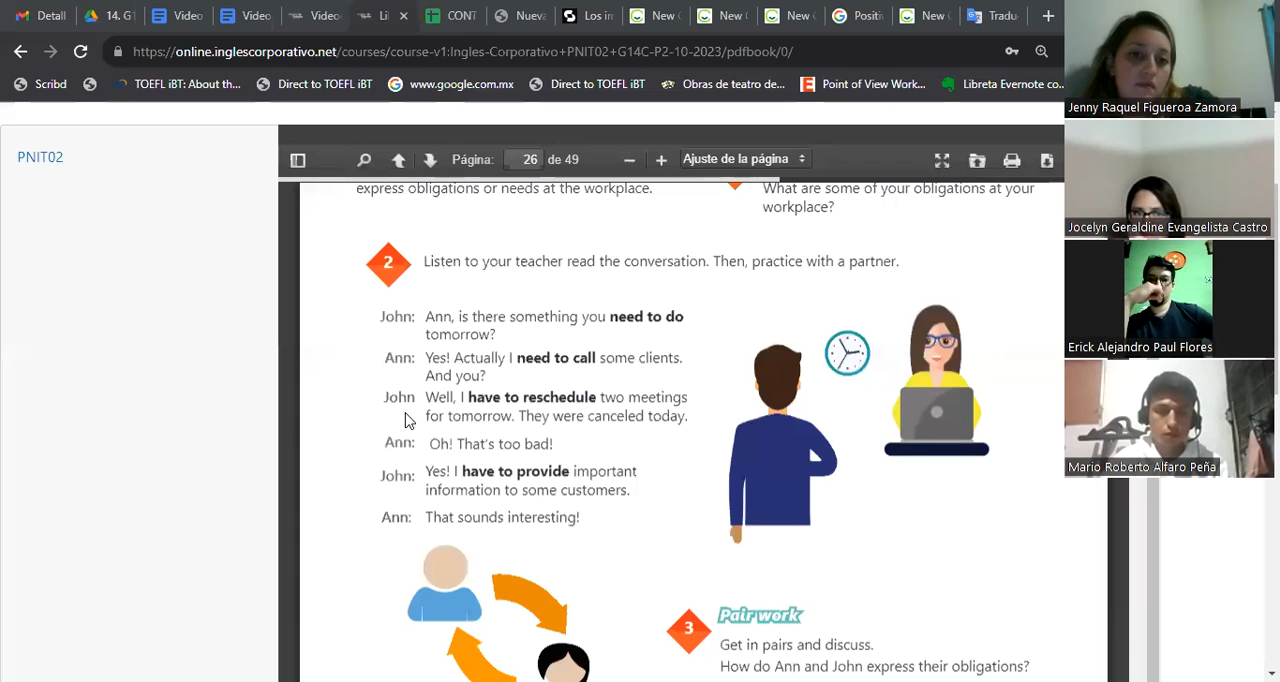 Detall
14. G1
Video
Video
Video
Li
CONT
Nueva
Los in
New
New
New
Positi
New
Tradu
https://online.inglescorporativo.net/courses/course-v1:Ingles-Corporativo+PNIT02+G14C-P2-10-2023/pdfbook/0/
Scribd
TOEFL iBT: About th...
Direct to TOEFL iBT
www.google.com.mx
Direct to TOEFL iBT
Obras de teatro de...
Point of View Work...
Libreta Evernote co...
PNIT02
Página: 26 de 49
Ajuste de la página
express obligations or needs at the workplace.
What are some of your obligations at your
workplace?
2 Listen to your teacher read the conversation. Then, practice with a partner.
John: Ann, is there something you need to do
tomorrow?
Ann: Yes! Actually I need to call some clients.
And you?
John Well, I have to reschedule two meetings
for tomorrow. They were canceled today.
Ann: Oh! That's too bad!
John: Yes! I have to provide important
information to some customers.
Ann: That sounds interesting!
3 Pair work
Get in pairs and discuss.
How do Ann and John express their obligations?
Jenny Raquel Figueroa Zamora
Jocelyn Geraldine Evangelista Castro
Erick Alejandro Paul Flores
Mario Roberto Alfaro Peña